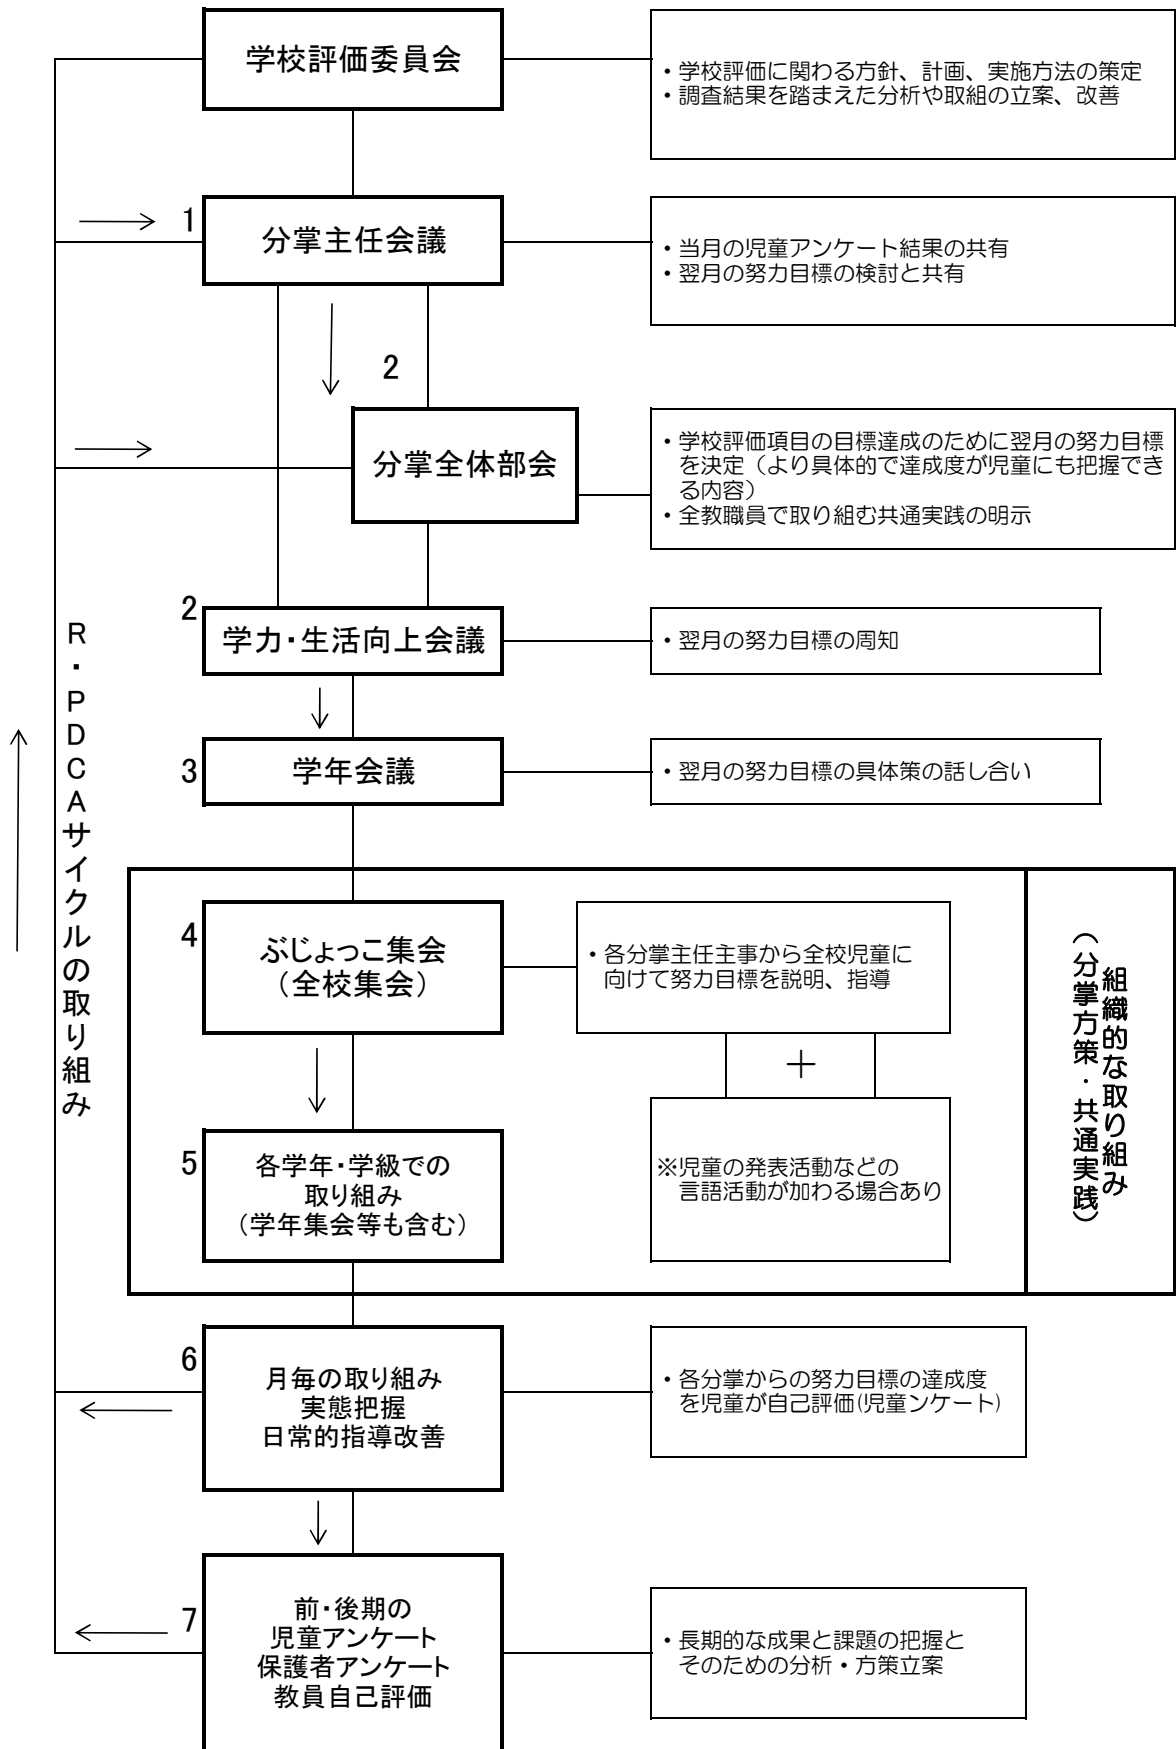 学校評価委員会
・学校評価に関わる方針、計画、実施方法の策定
・調査結果を踏まえた分析や取組の立案、改善
1
分掌主任会議
・当月の児童アンケート結果の共有
・翌月の努力目標の検討と共有
2
分掌全体部会
・学校評価項目の目標達成のために翌月の努力目標
を決定（より具体的で達成度が児童にも把握でき
る内容）
・全教職員で取り組む共通実践の明示
2
学力・生活向上会議
・翌月の努力目標の周知
R・PDCAサイクルの取り組み
3
学年会議
・翌月の努力目標の具体策の話し合い
4
ぶじょっこ集会
（全校集会）
・各分掌主任主事から全校児童に
向けて努力目標を説明、指導
＋
組織的な取り組み
（分掌方策・共通実践）
5
各学年・学級での
取り組み
（学年集会等も含む）
※児童の発表活動などの
言語活動が加わる場合あり
6
月毎の取り組み
実態把握
日常的指導改善
・各分掌からの努力目標の達成度
を児童が自己評価(児童ンケート)
7
前・後期の
児童アンケート
保護者アンケート
教員自己評価
・長期的な成果と課題の把握と
そのための分析・方策立案